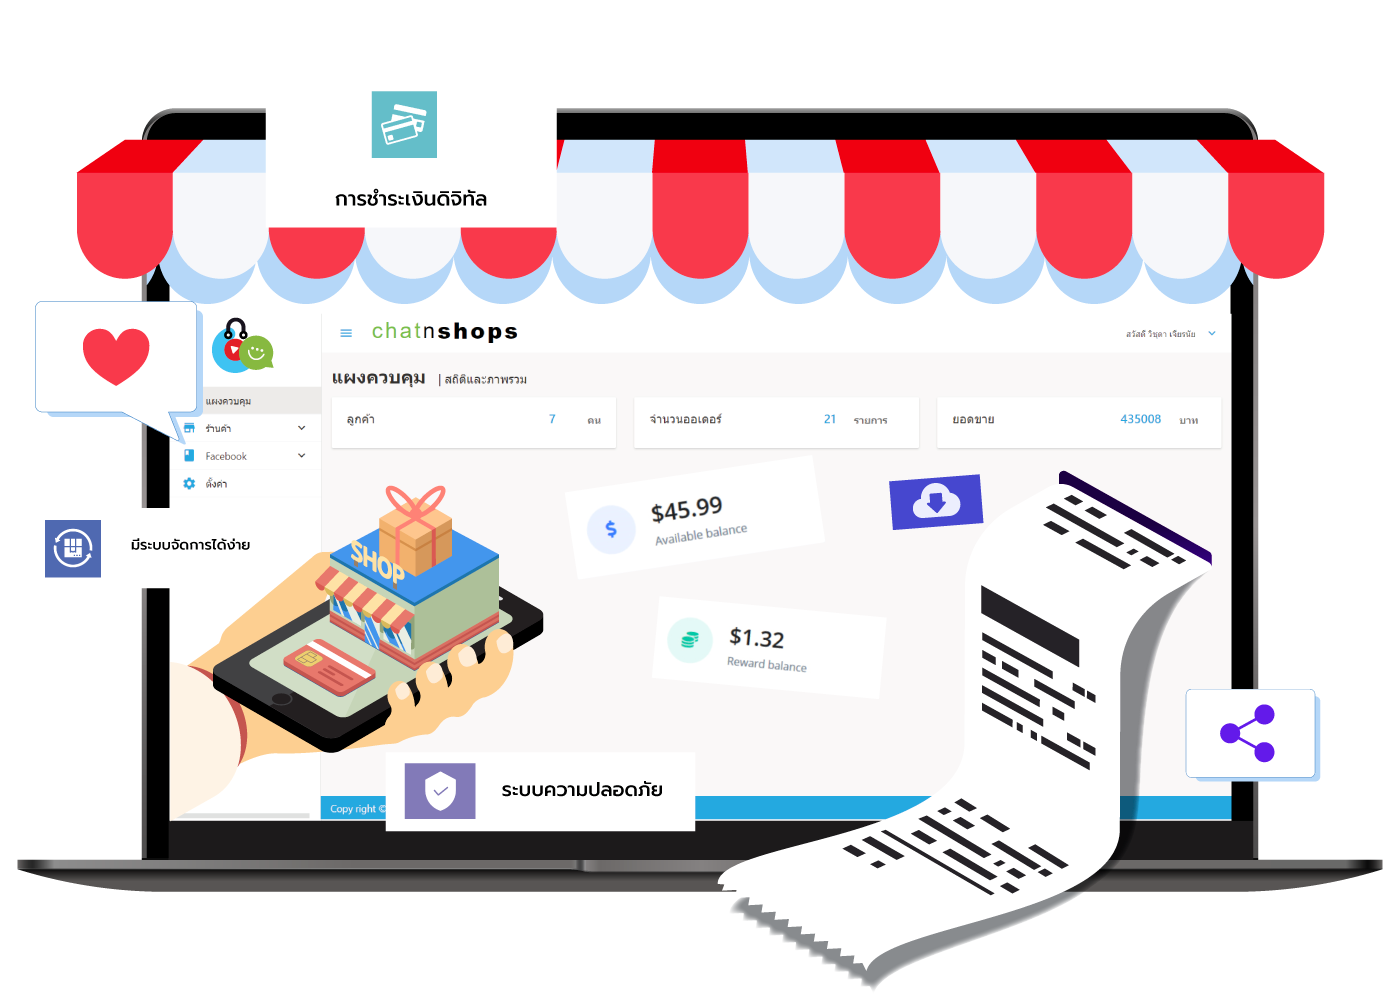 การชำระเงินดิจิทัล
chatnshops
สวัสดี วิชุดา เจียรนัย
แผงควบคุม | สถิติและภาพรวม
แผงควบคุม
ลูกค้า 7 คน
จำนวนออเดอร์ 21 รายการ
ยอดขาย 435008 บาท
ร้านค้า
Facebook
ตั้งค่า
$45.99
Available balance
มีระบบจัดการได้ง่าย
SHOP
$1.32
Reward balance
ระบบความปลอดภัย
Copy right ©